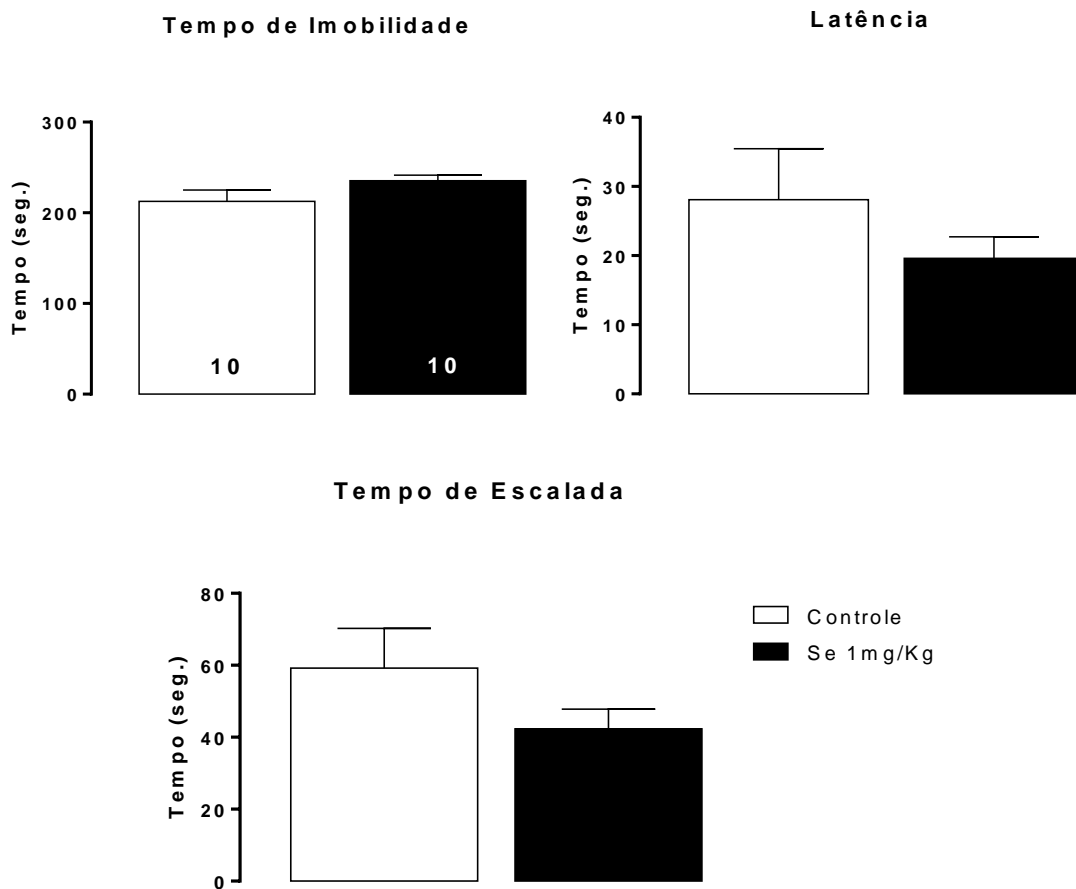 Tempo de Imobilidade
Tempo (seg.)
300
200
100
0
10
10
Latência
Tempo (seg.)
40
30
20
10
0
Tempo de Escalada
Tempo (seg.)
80
60
40
20
0
Controle
Se 1mg/Kg